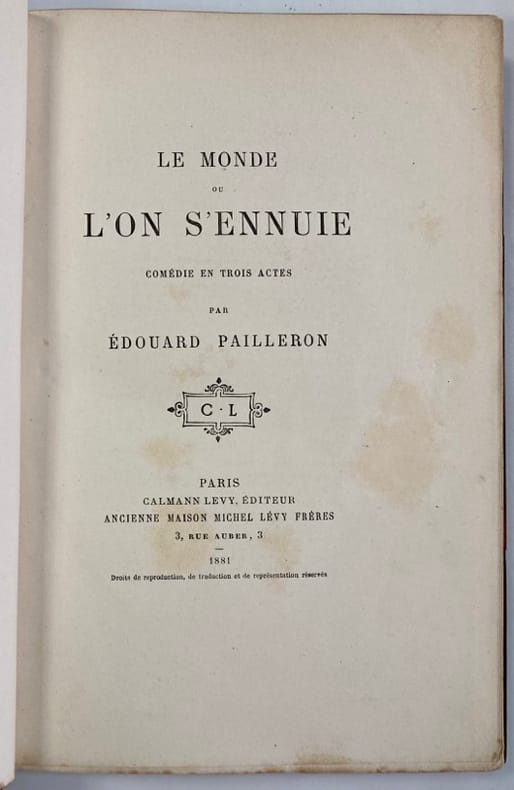 LE MONDE
OU
L'ON S'ENNUIE
COMÉDIE EN TROIS ACTES
PAR
ÉDOUARD PAILLERON
C · L
PARIS
CALMANN LEVY, ÉDITEUR
ANCIENNE MAISON MICHEL LÉVY FRÈRES
3, RUE AUBER, 3
1881
Droits de reproduction, de traduction et de représentation réservés